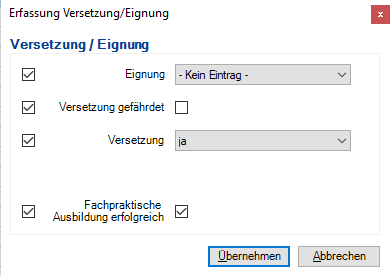 Erfassung Versetzung/Eignung x
Versetzung / Eignung
Eignung - Kein Eintrag -
Versetzung gefährdet
Versetzung ja
Fachpraktische
Ausbildung erfolgreich
Übernehmen Abbrechen